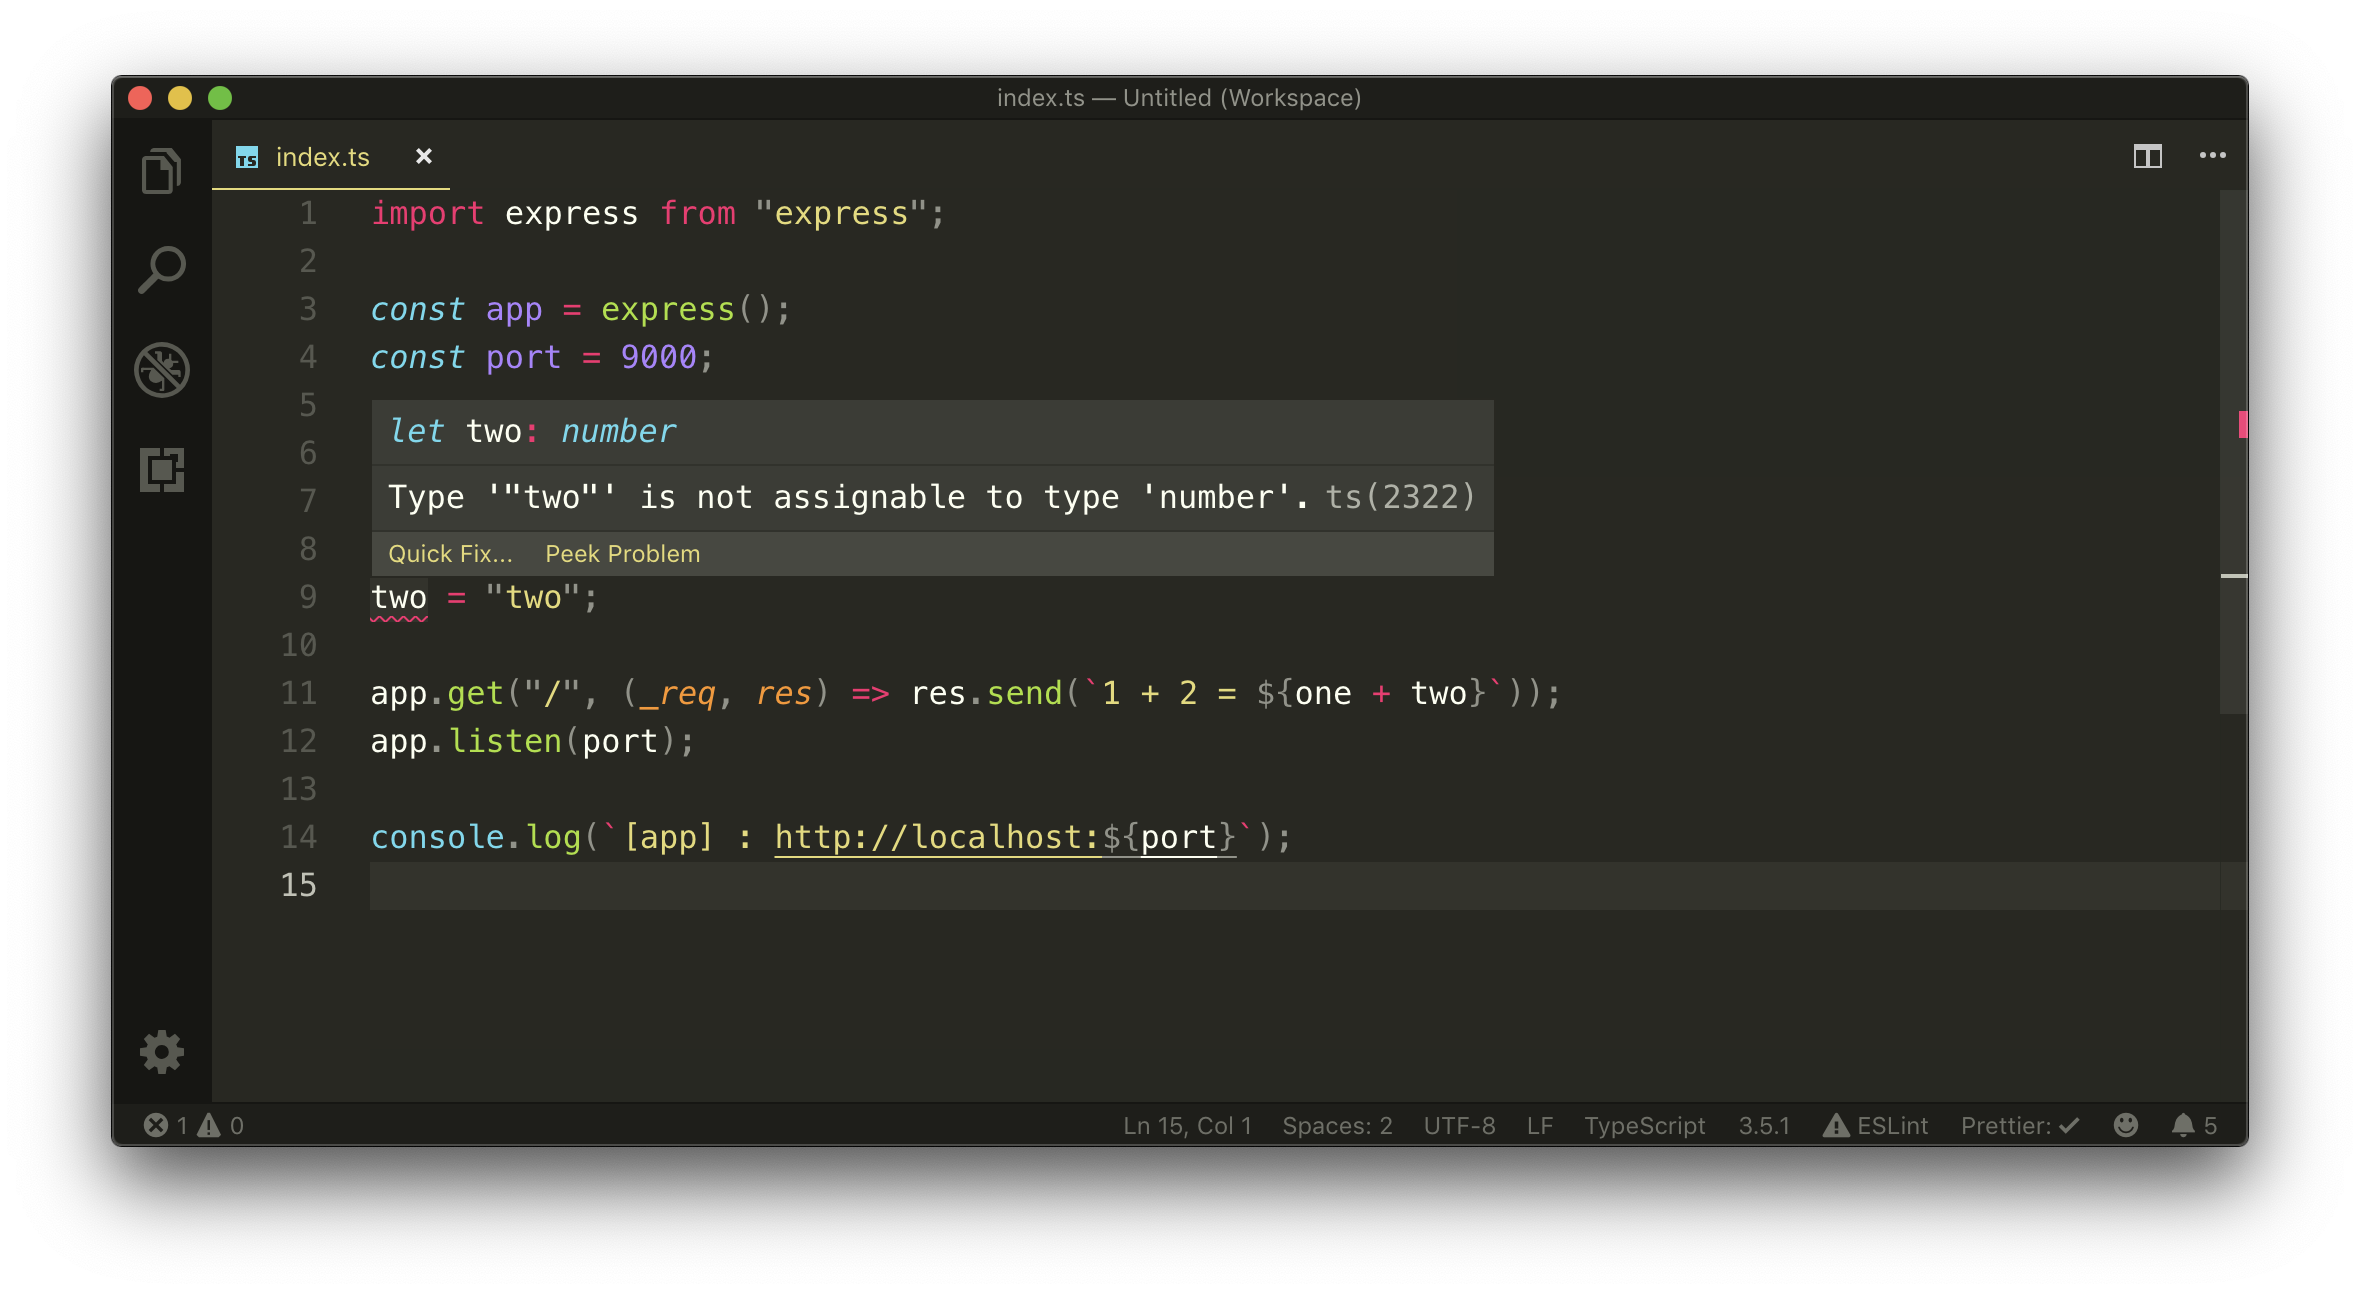 index.ts — Untitled (Workspace)
TS index.ts
1 import express from "express";
2
3 const app = express();
4 const port = 9000;
5
let two: number
6
7 Type '"two"' is not assignable to type 'number'. ts(2322)
8 Quick Fix... Peek Problem
9 two = "two";
10
11 app.get("/", (_req, res) => res.send(`1 + 2 = ${one + two}`));
12 app.listen(port);
13
14 console.log(`[app] : http://localhost:${port}`);
15
1 0 Ln 15, Col 1 Spaces: 2 UTF-8 LF TypeScript 3.5.1 ESLint Prettier: 5